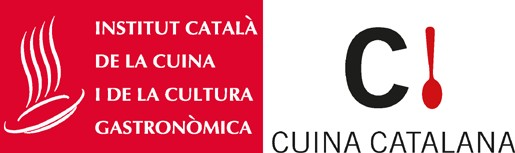 INSTITUT CATALÀ
DE LA CUINA
I DE LA CULTURA
GASTRONÒMICA
C!
CUINA CATALANA